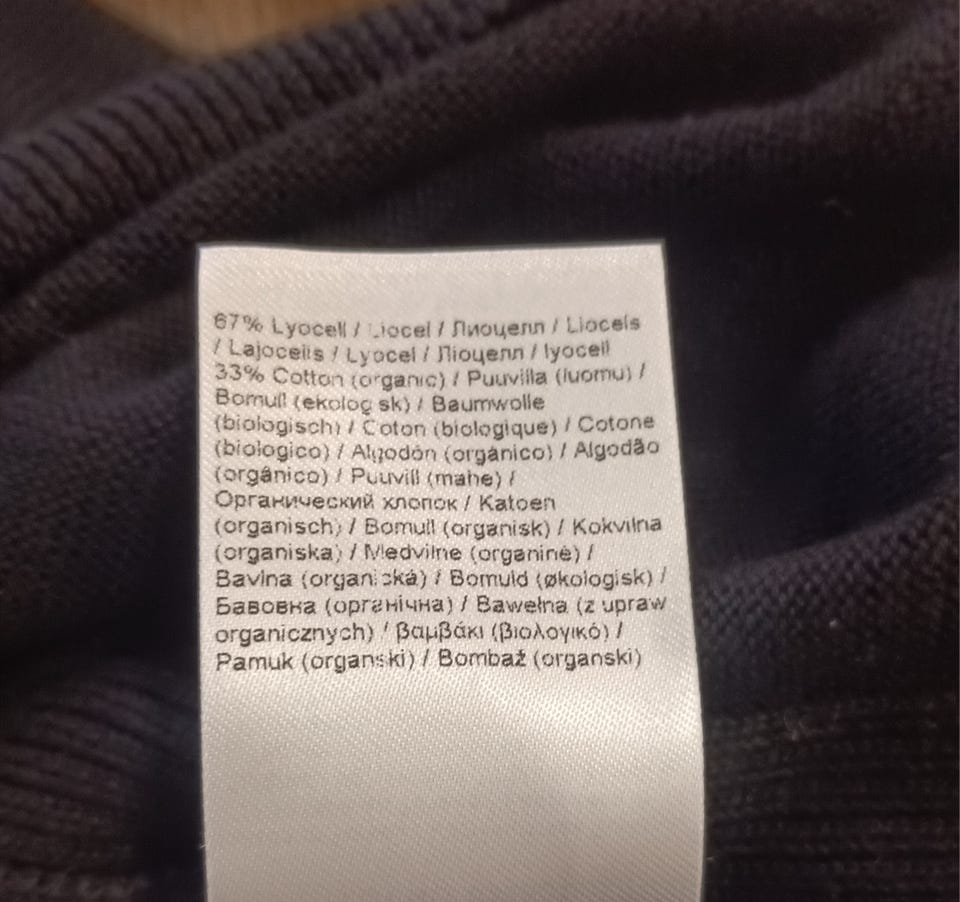 67% Lyocell / Liocel / Лиоцелл / Liocels
/ Lajocells / Lyocel / Ліоцелл / lyocell
33% Cotton (organic) / Puuvilla (luomu) /
Bomull (ekologisk) / Baumwolle
(biologisch) / Coton (biologique) / Cotone
(biologico) / Algodón (orgánico) / Algodão
(orgânico) / Puuvill (mahe) /
Органический хлопок / Katoen
(organisch) / Bomull (organisk) / Kokvilna
(organiska) / Medvilnė (organinė) /
Bavlna (organická) / Bomuld (økologisk) /
Бавовна (органічна) / Bawełna (z upraw
organicznych) / βαμβάκι (βιολογικό) /
Pamuk (organski) / Bombaž (organski)